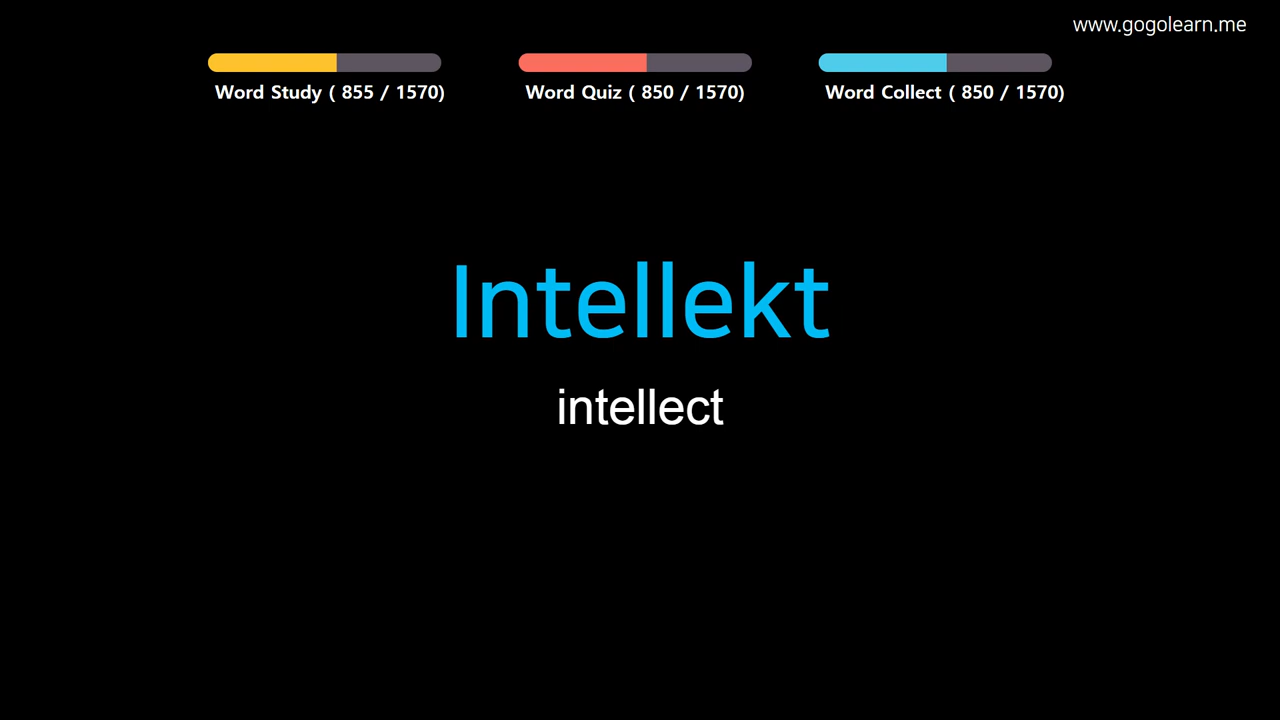 www.gogolearn.me
Word Study ( 855 / 1570)
Word Quiz ( 850 / 1570)
Word Collect ( 850 / 1570)
Intellekt
intellect